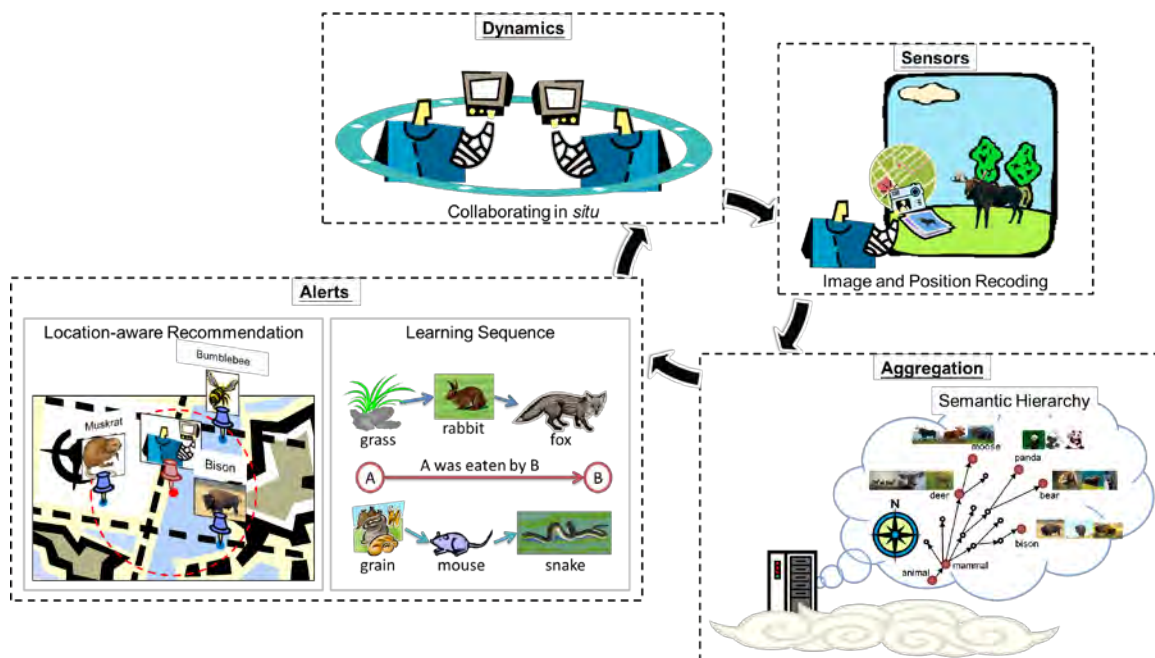 Dynamics
Collaborating in situ
Sensors
Image and Position Recoding
Alerts
Location-aware Recommendation
Bumblebee
Muskrat
Bison
Learning Sequence
grass
rabbit
fox
A
A was eaten by B
B
grain
mouse
snake
Aggregation
Semantic Hierarchy
moose
panda
deer
bear
N
bison
animal
mammal